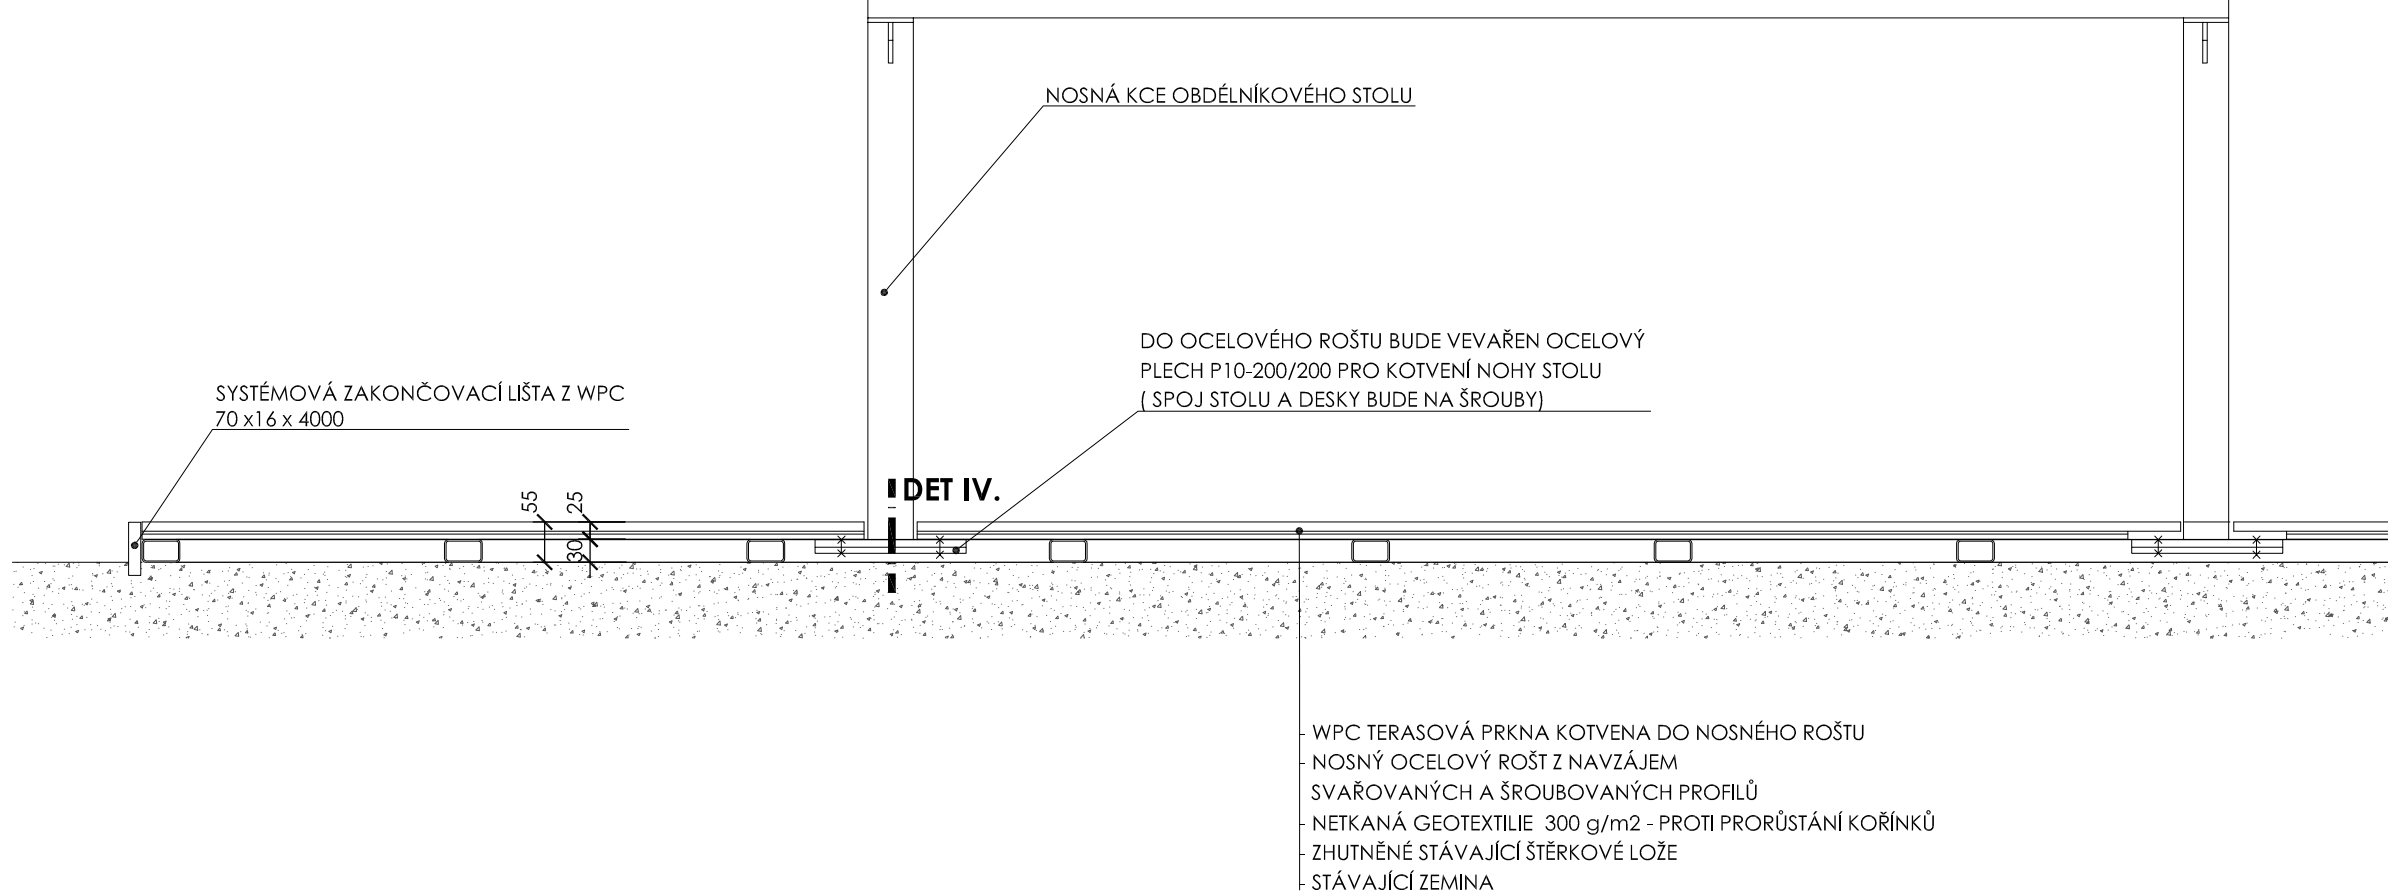 NOSNÁ KCE OBDÉLNÍKOVÉHO STOLU
DO OCELOVÉHO ROŠTU BUDE VEVAŘEN OCELOVÝ
PLECH P10-200/200 PRO KOTVENÍ NOHY STOLU
( SPOJ STOLU A DESKY BUDE NA ŠROUBY)
SYSTÉMOVÁ ZAKONČOVACÍ LIŠTA Z WPC
70 x16 x 4000
DET IV.
55
25
30
WPC TERASOVÁ PRKNA KOTVENA DO NOSNÉHO ROŠTU
NOSNÝ OCELOVÝ ROŠT Z NAVZÁJEM
SVAŘOVANÝCH A ŠROUBOVANÝCH PROFILŮ
NETKANÁ GEOTEXTILIE 300 g/m2 - PROTI PRORŮSTÁNÍ KOŘÍNKŮ
ZHUTNĚNÉ STÁVAJÍCÍ ŠTĚRKOVÉ LOŽE
STÁVAJÍCÍ ZEMINA